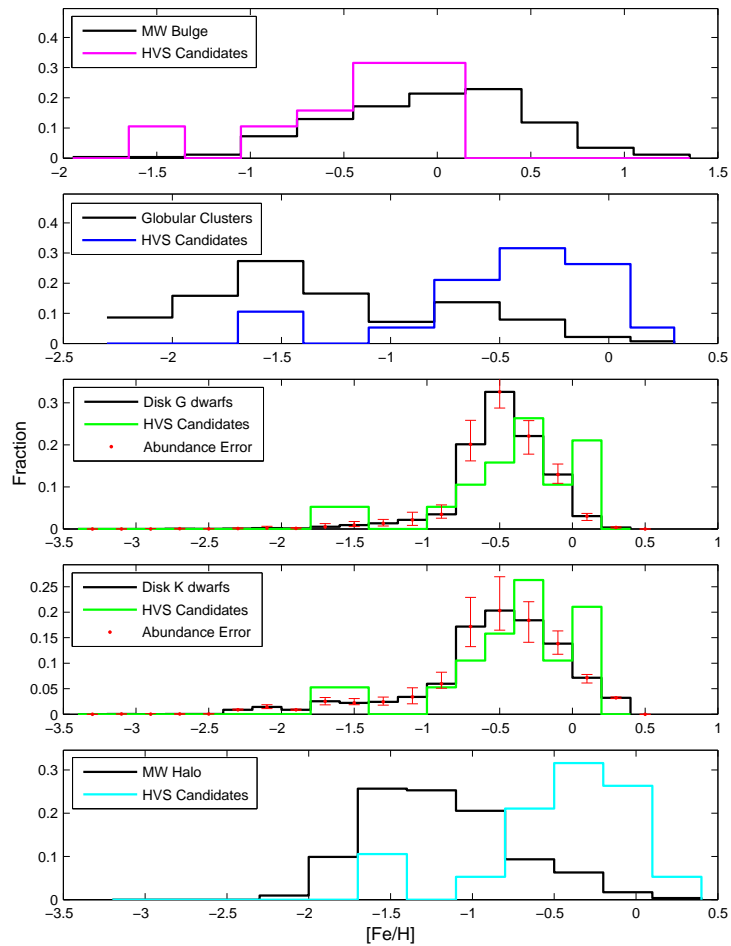 MW Bulge
HVS Candidates
0.4
0.3
0.2
0.1
0
−2 −1.5 −1 −0.5 0 0.5 1 1.5
Globular Clusters
HVS Candidates
0.4
0.3
0.2
0.1
0
−2.5 −2 −1.5 −1 −0.5 0 0.5
Disk G dwarfs
HVS Candidates
Abundance Error
0.3
0.2
0.1
0
−3.5 −3 −2.5 −2 −1.5 −1 −0.5 0 0.5 1
Fraction
Disk K dwarfs
HVS Candidates
Abundance Error
0.25
0.2
0.15
0.1
0.05
0
−3.5 −3 −2.5 −2 −1.5 −1 −0.5 0 0.5 1
MW Halo
HVS Candidates
0.3
0.2
0.1
0
−3.5 −3 −2.5 −2 −1.5 −1 −0.5 0 0.5
[Fe/H]